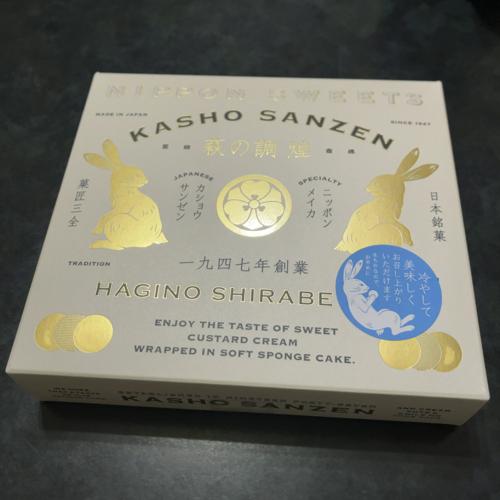 NIPPON SWEETS
MADE IN JAPAN
SINCE 1947
KASHO SANZEN
萩の調 煌
JAPANESE
SPECIALTY
菓匠三全
カショウ
サンゼン
ニッポン
メイカ
日本銘菓
TRADITION
一九四七年創業
HAGINO SHIRABE
冷やして
美味しく
お召し上がり
いただけます
ENJOY THE TASTE OF SWEET
CUSTARD CREAM
WRAPPED IN SOFT SPONGE CAKE.
KASHO SANZEN